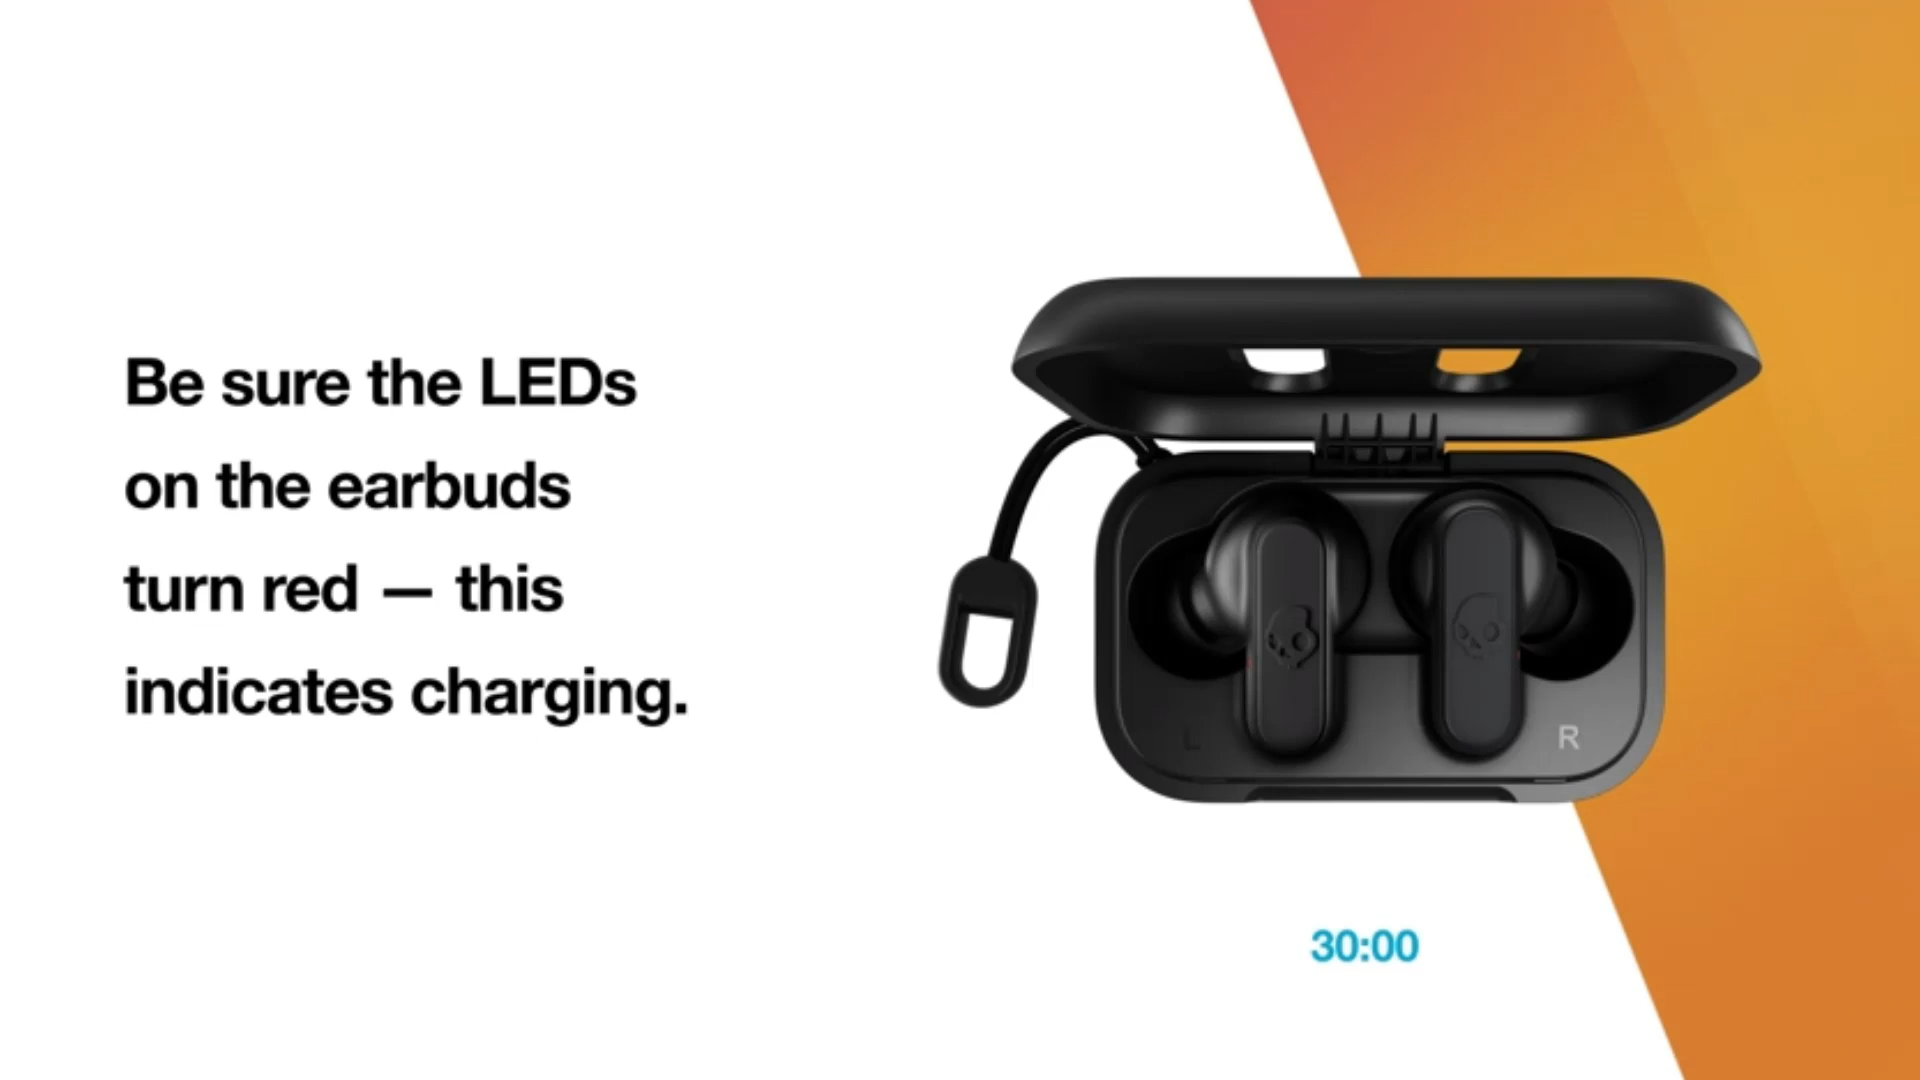 Be sure the LEDs
on the earbuds
turn red — this
indicates charging.
L
R
30:00